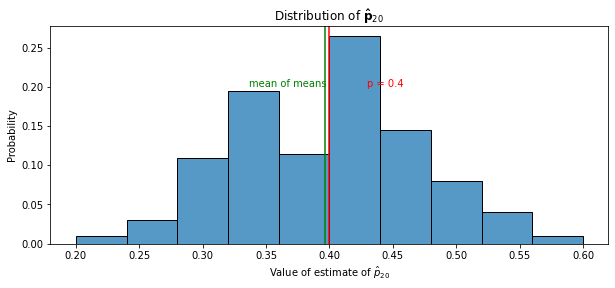 Distribution of p̂₂₀
Probability
0.25
0.20
0.15
0.10
0.05
0.00
mean of means
p = 0.4
0.20 0.25 0.30 0.35 0.40 0.45 0.50 0.55 0.60
Value of estimate of p̂₂₀